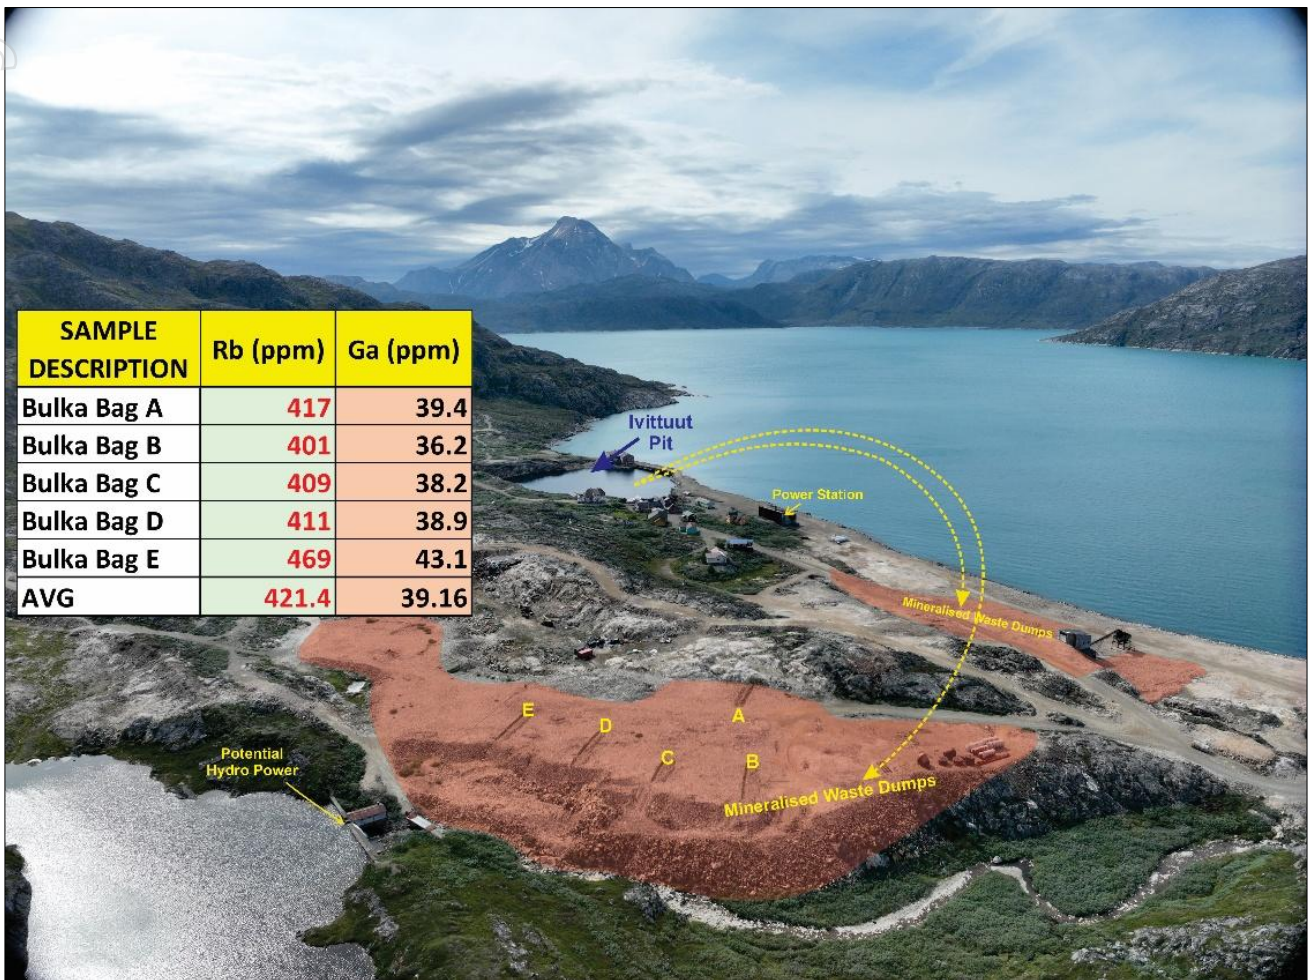 SAMPLE
DESCRIPTION
Rb (ppm)
Ga (ppm)
Bulka Bag A 417 39.4
Bulka Bag B 401 36.2
Bulka Bag C 409 38.2
Bulka Bag D 411 38.9
Bulka Bag E 469 43.1
AVG 421.4 39.16
Ivittuut
Pit
Power Station
Mineralised Waste Dumps
E
D
A
C
B
Potential
Hydro Power
Mineralised Waste Dumps